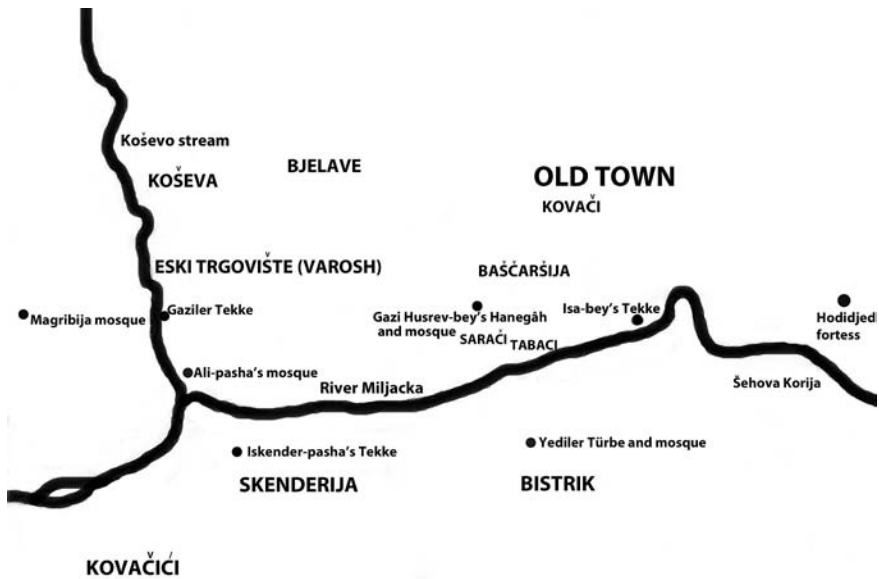 Koševo stream
KOŠEVA
BJELAVE
OLD TOWN
KOVAČI
ESKI TRGOVIŠTE (VAROSH)
BAŠČARŠIJA
Magribija mosque
Gaziler Tekke
Gazi Husrev-bey's Hanegâh
and mosque
SARAČI
TABACI
Isa-bey's Tekke
Hodidjed
fortess
Ali-pasha's mosque
River Miljacka
Šehova Korija
Iskender-pasha's Tekke
Yediler Türbe and mosque
SKENDERIJA
BISTRIK
KOVAČIĆI